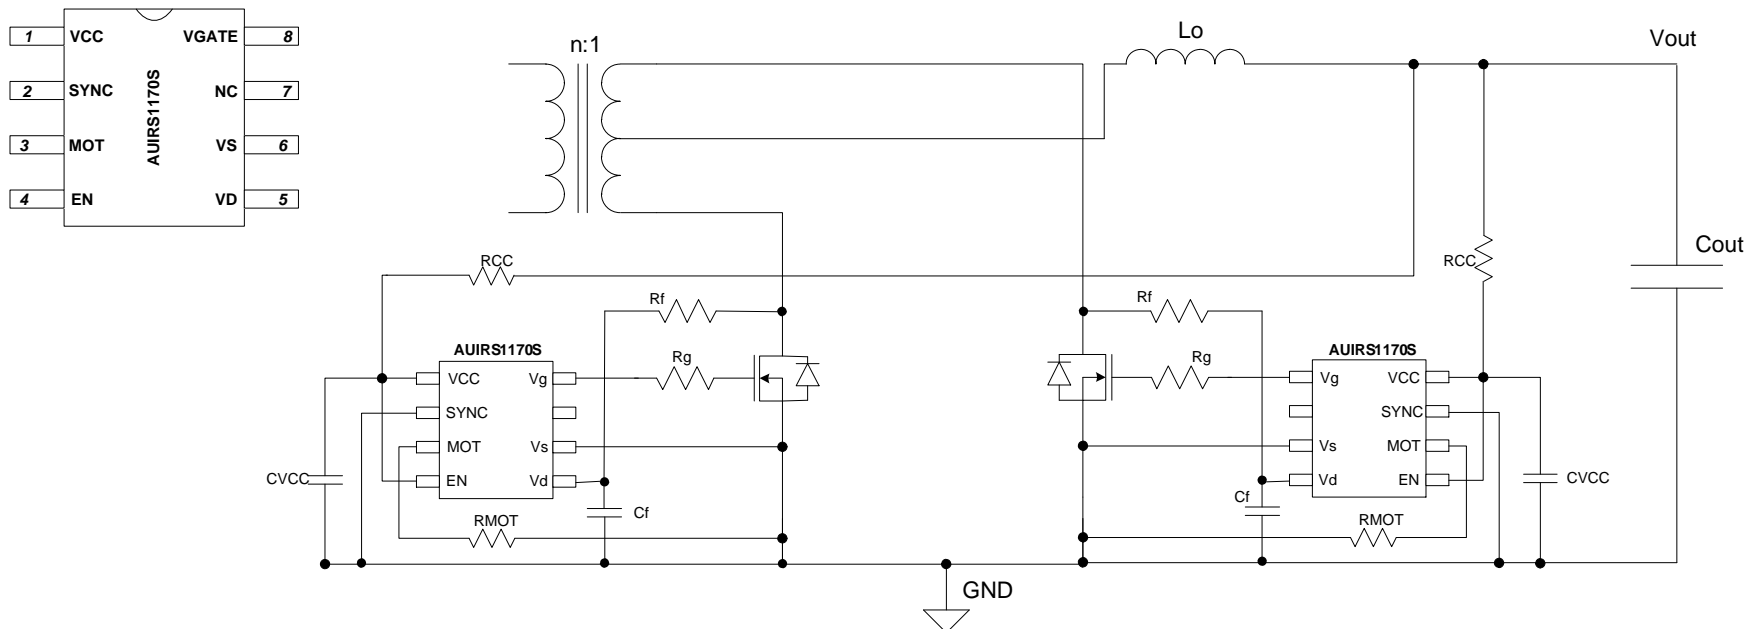 1 VCC VGATE 8
2 SYNC NC 7
3 MOT VS 6
4 EN VD 5
AUIRS1170S
n:1
Lo
Vout
Cout
RCC
RCC
Rf
Rf
AUIRS1170S
VCC Vg
SYNC
MOT Vs
EN Vd
Rg
CVCC
RMOT
Cf
Rg
AUIRS1170S
Vg VCC
SYNC
Vs MOT
Vd EN
Cf
CVCC
RMOT
GND